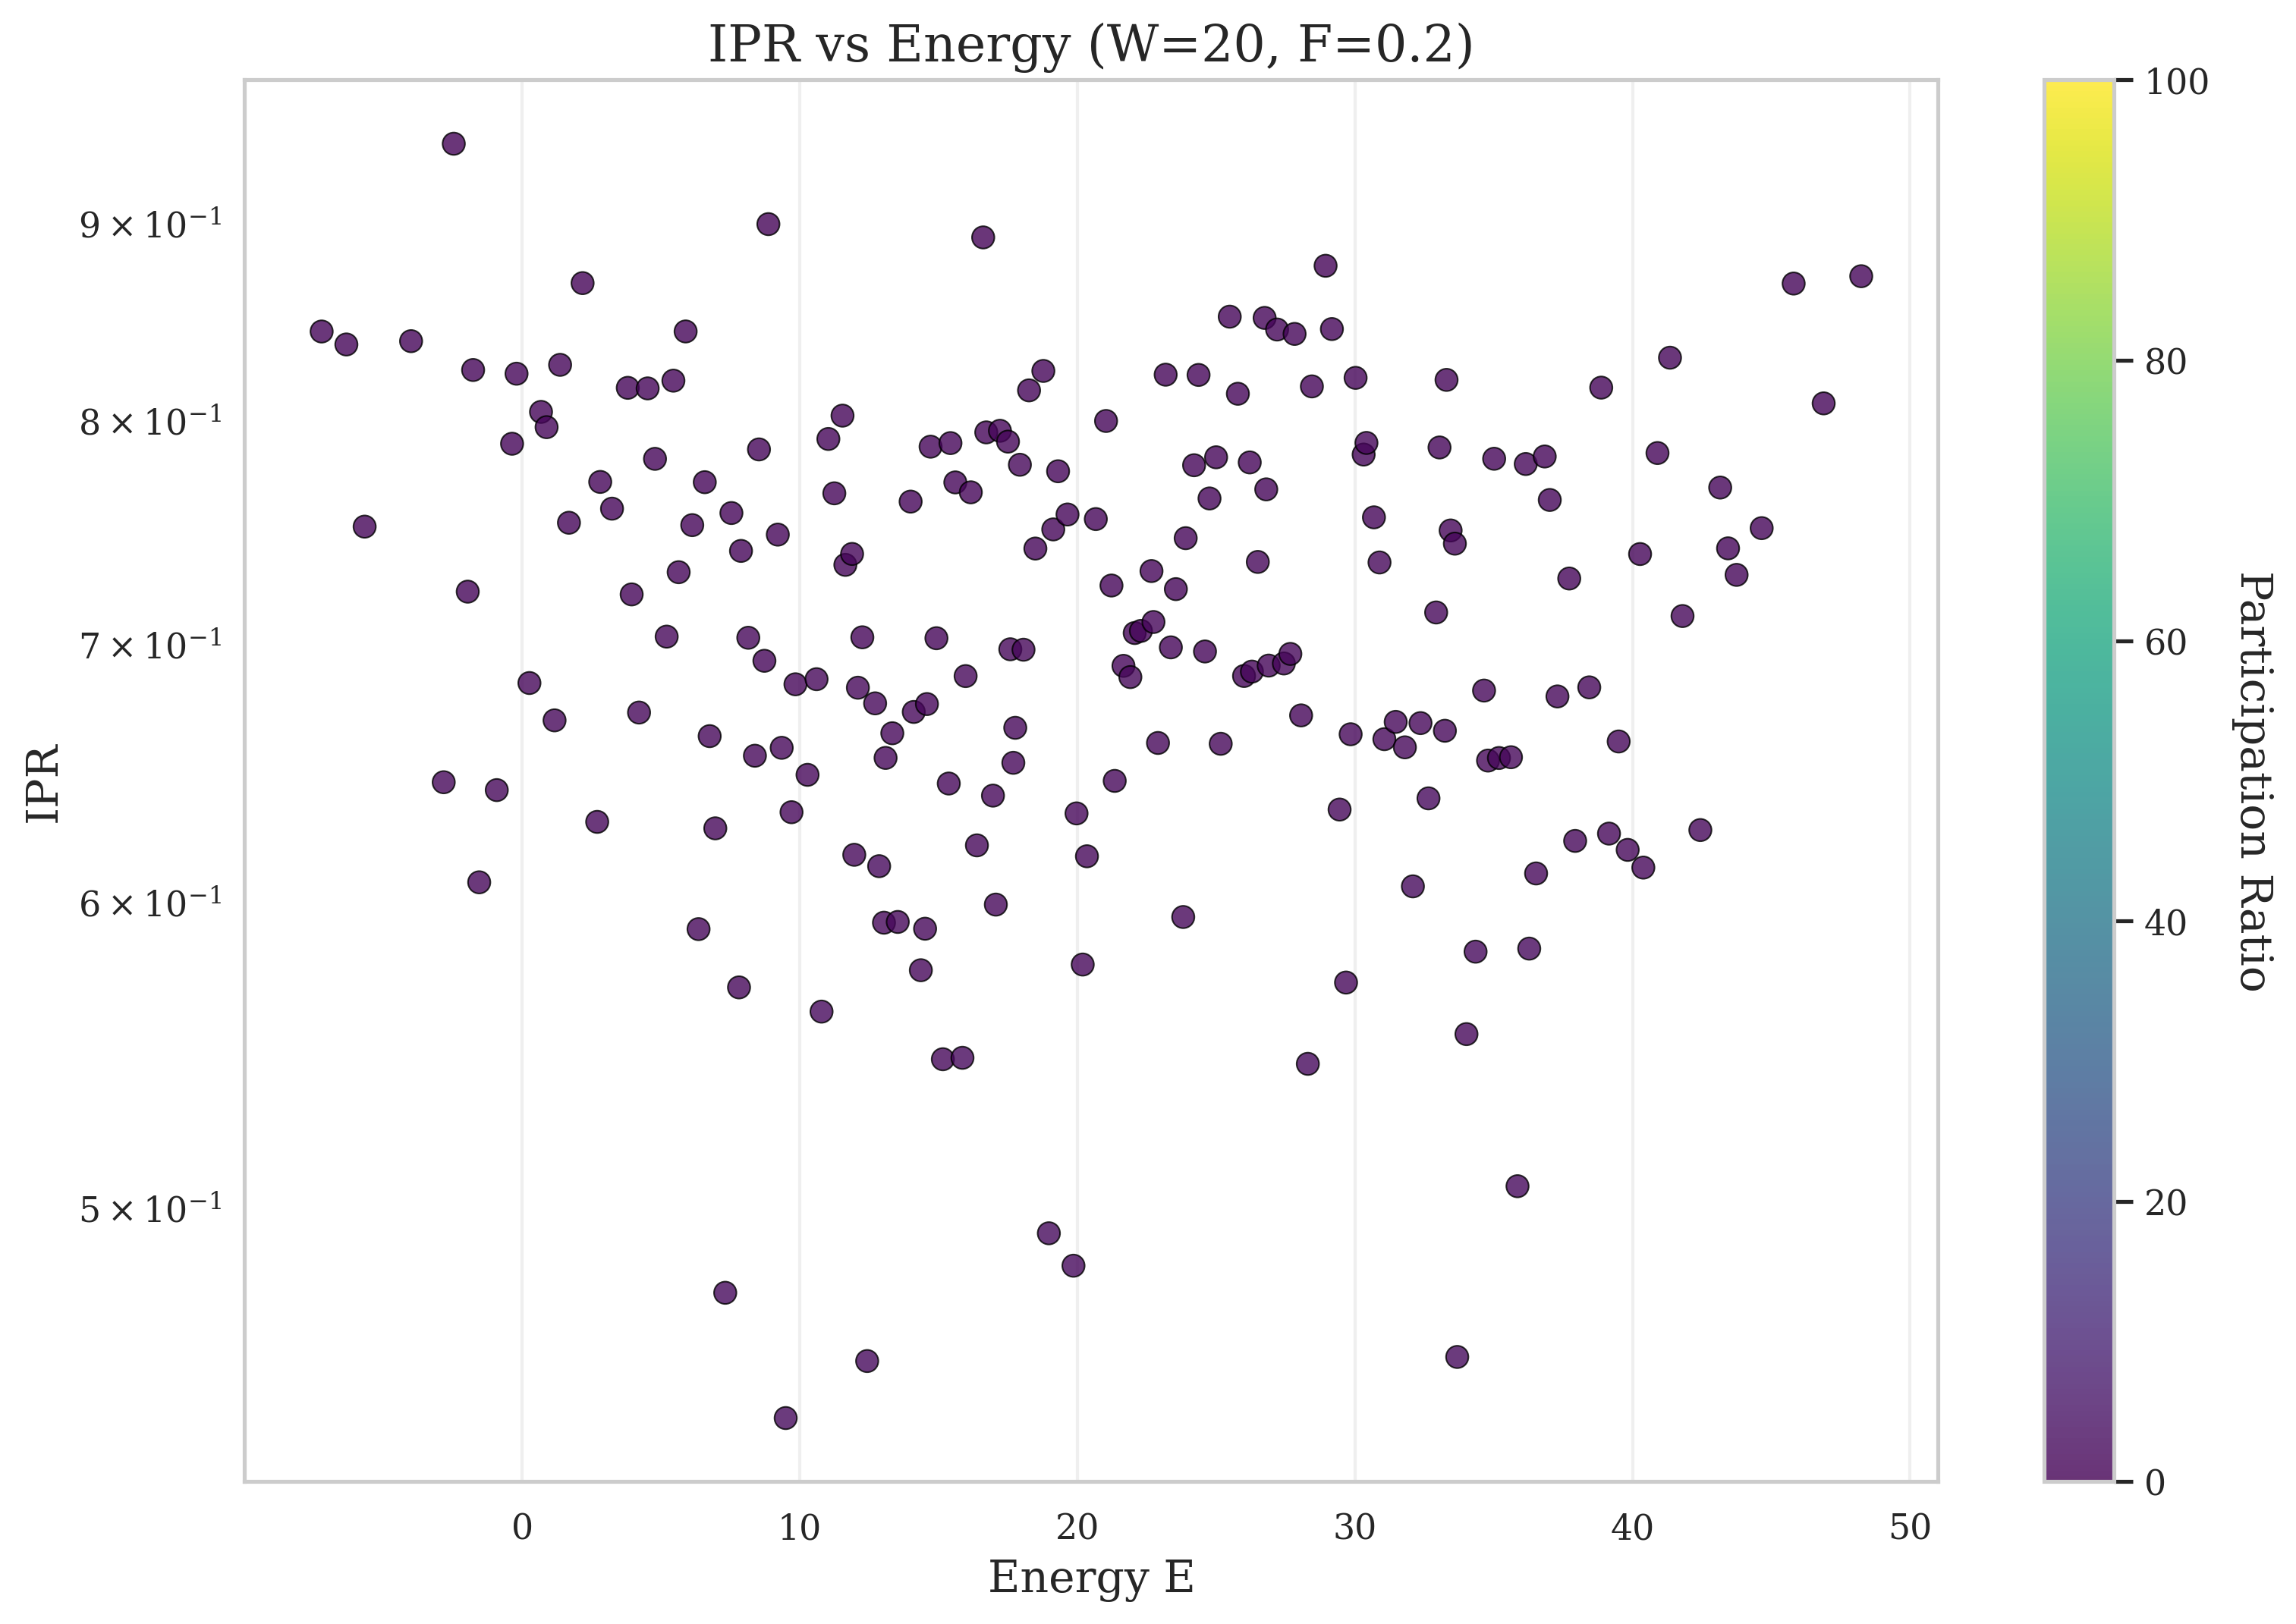 IPR vs Energy (W=20, F=0.2)
9 × 10⁻¹
8 × 10⁻¹
7 × 10⁻¹
6 × 10⁻¹
5 × 10⁻¹
IPR
0
10
20
30
40
50
Energy E
100
80
60
40
20
0
Participation Ratio